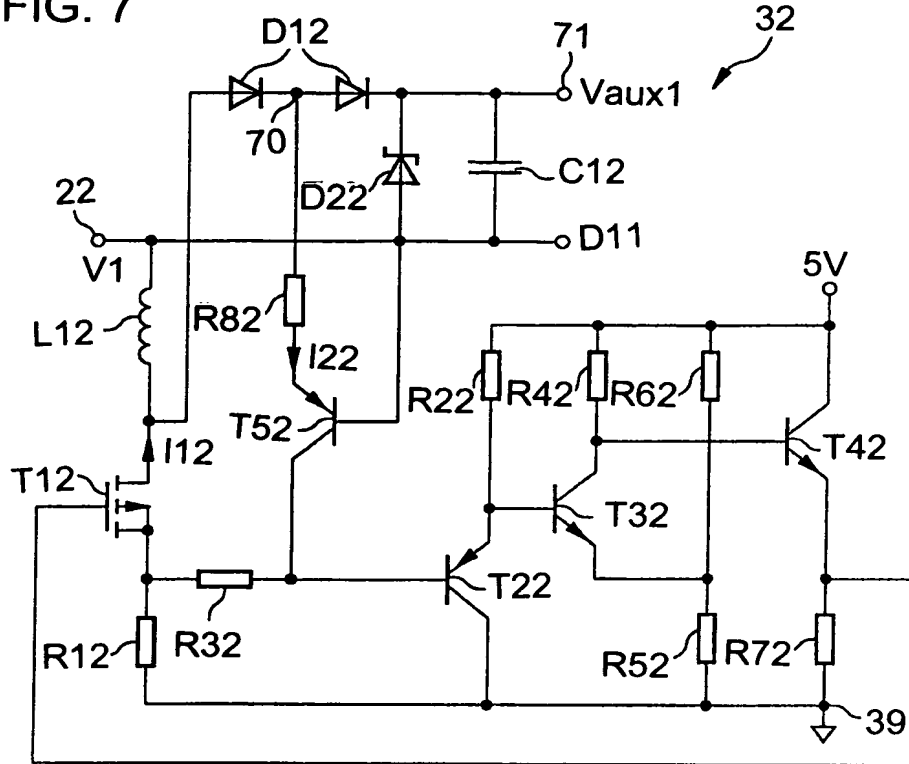 FIG. 7
D12
71
32
Vaux1
70
C12
D22
22
D11
V1
5V
R82
L12
I22
R22
R42
R62
T52
I12
T42
T12
T32
T22
R32
R12
R52
R72
39